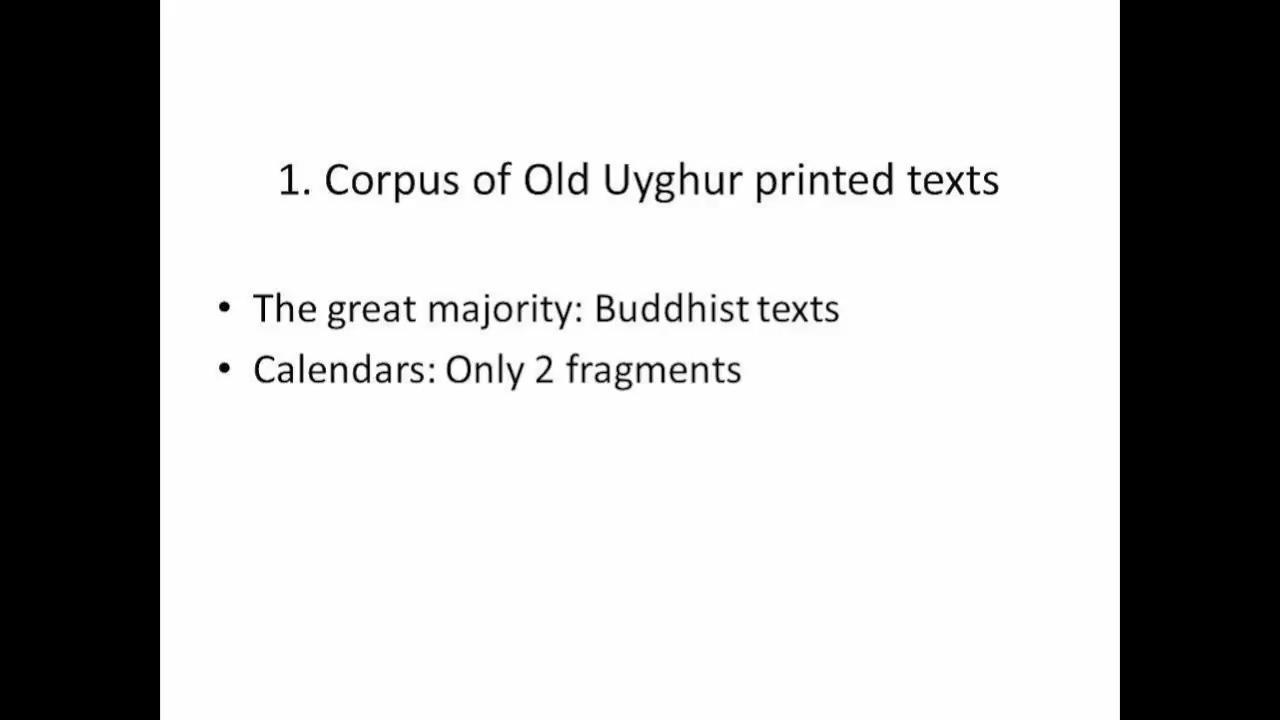 1. Corpus of Old Uyghur printed texts
• The great majority: Buddhist texts
• Calendars: Only 2 fragments